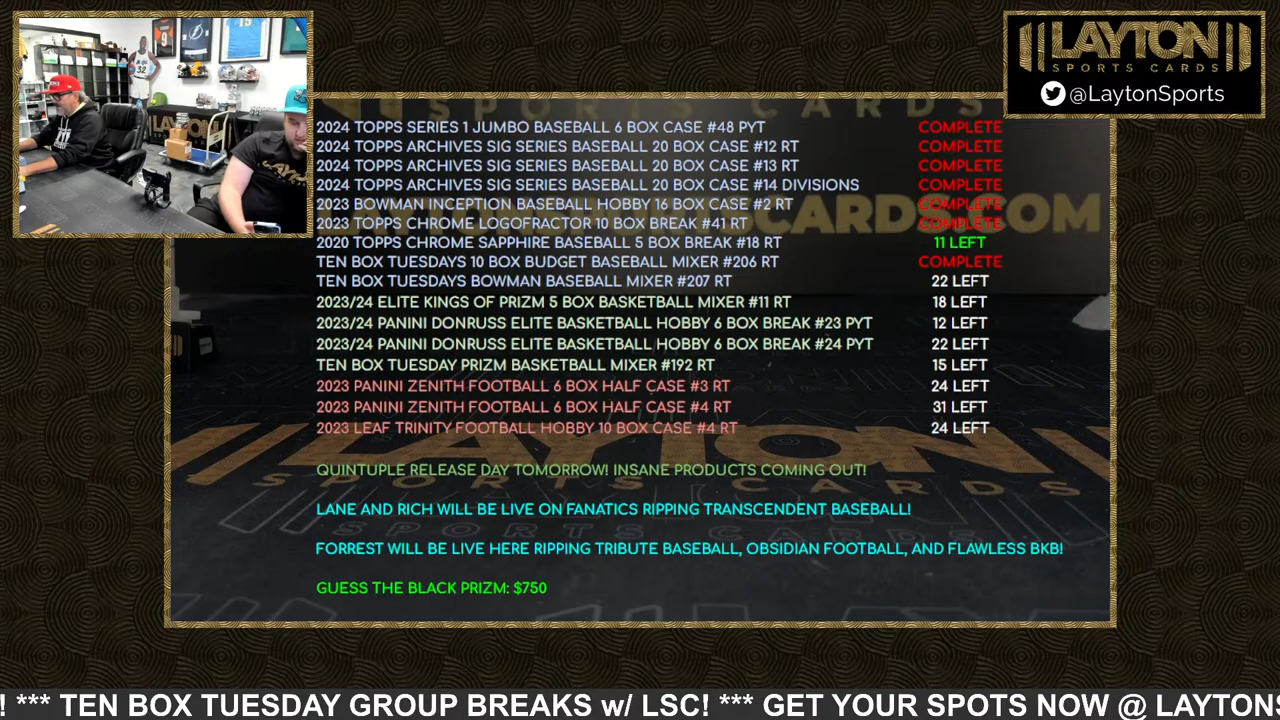 LAYTON
SPORTS CARDS
@LaytonSports
SPORTS CARDS
2024 TOPPS SERIES 1 JUMBO BASEBALL 6 BOX CASE #48 PYT COMPLETE
2024 TOPPS ARCHIVES SIG SERIES BASEBALL 20 BOX CASE #12 RT COMPLETE
2024 TOPPS ARCHIVES SIG SERIES BASEBALL 20 BOX CASE #13 RT COMPLETE
2024 TOPPS ARCHIVES SIG SERIES BASEBALL 20 BOX CASE #14 DIVISIONS COMPLETE
2023 BOWMAN INCEPTION BASEBALL HOBBY 16 BOX CASE #2 RT COMPLETE
CARDS.COM
2023 TOPPS CHROME LOGOFRACTOR 10 BOX BREAK #41 RT COMPLETE
2020 TOPPS CHROME SAPPHIRE BASEBALL 5 BOX BREAK #18 RT 11 LEFT
TEN BOX TUESDAYS 10 BOX BUDGET BASEBALL MIXER #206 RT COMPLETE
TEN BOX TUESDAYS BOWMAN BASEBALL MIXER #207 RT 22 LEFT
2023/24 ELITE KINGS OF PRIZM 5 BOX BASKETBALL MIXER #11 RT 18 LEFT
2023/24 PANINI DONRUSS ELITE BASKETBALL HOBBY 6 BOX BREAK #23 PYT 12 LEFT
2023/24 PANINI DONRUSS ELITE BASKETBALL HOBBY 6 BOX BREAK #24 PYT 22 LEFT
TEN BOX TUESDAY PRIZM BASKETBALL MIXER #192 RT 15 LEFT
2023 PANINI ZENITH FOOTBALL 6 BOX HALF CASE #3 RT 24 LEFT
2023 PANINI ZENITH FOOTBALL 6 BOX HALF CASE #4 RT 31 LEFT
2023 LEAF TRINITY FOOTBALL HOBBY 10 BOX CASE #4 RT 24 LEFT
LAYTON
SPORTS CARDS
QUINTUPLE RELEASE DAY TOMORROW! INSANE PRODUCTS COMING OUT!
LANE AND RICH WILL BE LIVE ON FANATICS RIPPING TRANSCENDENT BASEBALL!
FORREST WILL BE LIVE HERE RIPPING TRIBUTE BASEBALL, OBSIDIAN FOOTBALL, AND FLAWLESS BKB!
GUESS THE BLACK PRIZM: $750
! *** TEN BOX TUESDAY GROUP BREAKS w/ LSC! *** GET YOUR SPOTS NOW @ LAYTONS